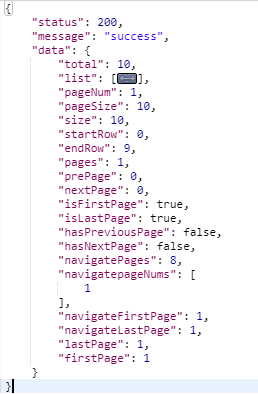 {
"status": 200,
"message": "success",
"data": {
"total": 10,
"list": [],
"pageNum": 1,
"pageSize": 10,
"size": 10,
"startRow": 0,
"endRow": 9,
"pages": 1,
"prePage": 0,
"nextPage": 0,
"isFirstPage": true,
"isLastPage": true,
"hasPreviousPage": false,
"hasNextPage": false,
"navigatePages": 8,
"navigatepageNums": [
1
],
"navigateFirstPage": 1,
"navigateLastPage": 1,
"lastPage": 1,
"firstPage": 1
}
}